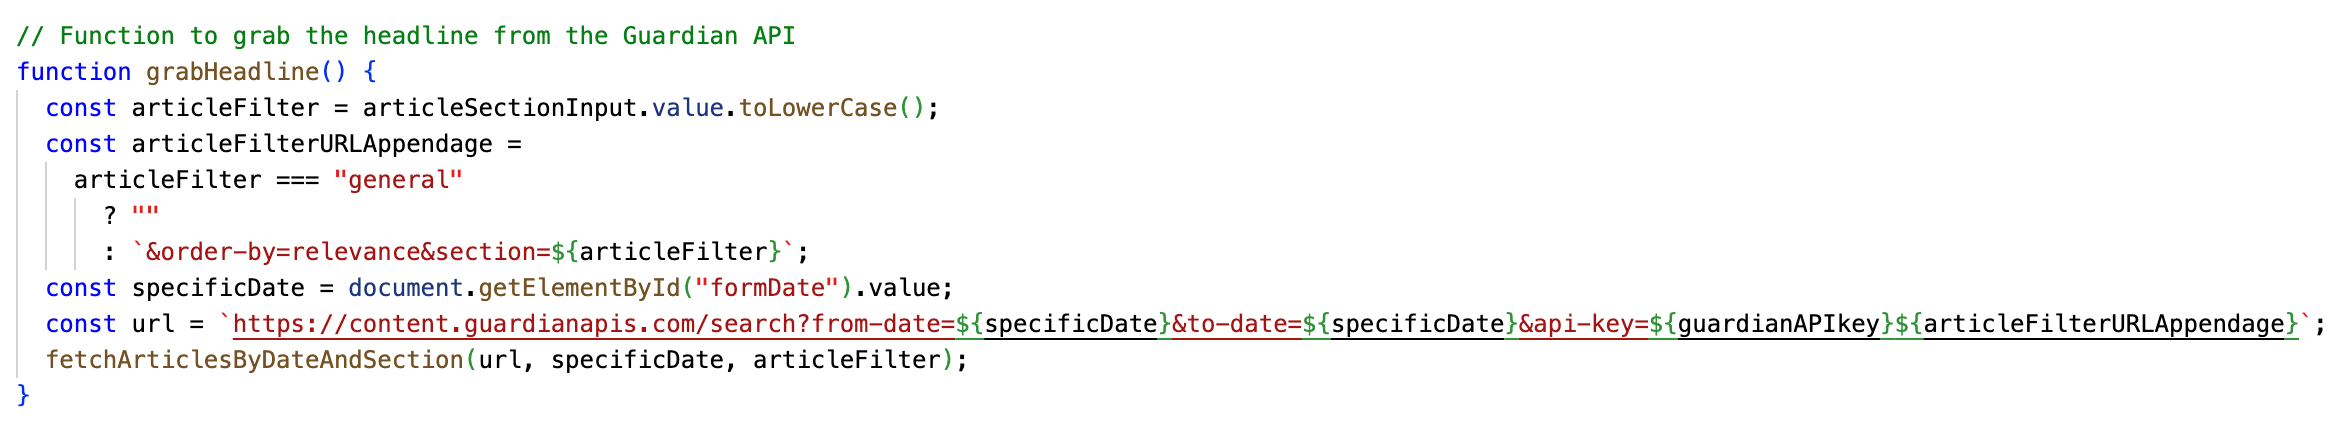 // Function to grab the headline from the Guardian API
function grabHeadline() {
  const articleFilter = articleSectionInput.value.toLowerCase();
  const articleFilterURLAppendage =
    articleFilter === "general"
      ? ""
      : `&order-by=relevance&section=${articleFilter}`;
  const specificDate = document.getElementById("formDate").value;
  const url = `https://content.guardianapis.com/search?from-date=${specificDate}&to-date=${specificDate}&api-key=${guardianAPIkey}${articleFilterURLAppendage}`;
  fetchArticlesByDateAndSection(url, specificDate, articleFilter);
}